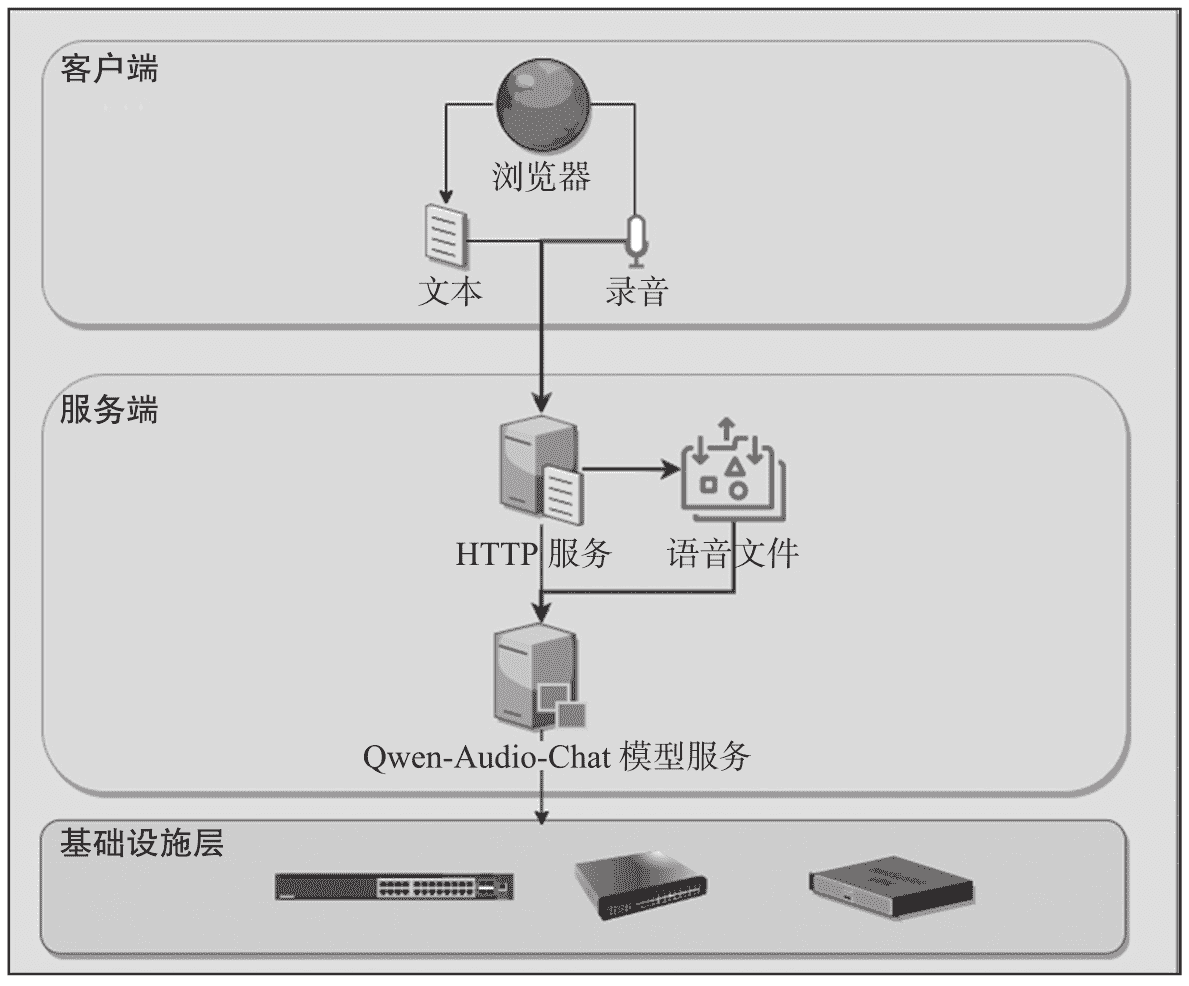 客户端
浏览器
文本
录音
服务端
HTTP 服务
语音文件
Qwen-Audio-Chat 模型服务
基础设施层